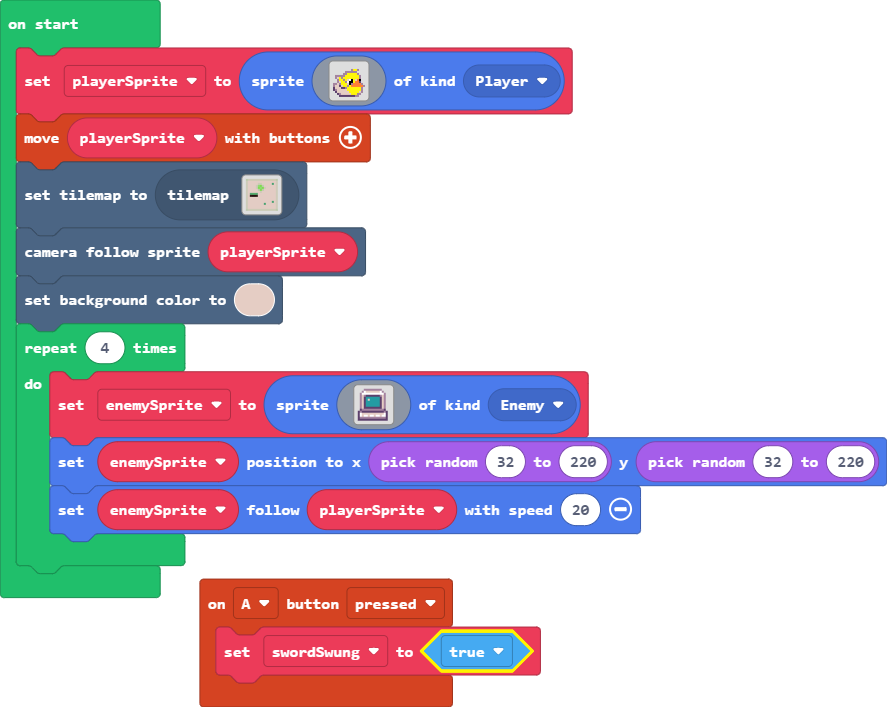 on start
set playerSprite to sprite of kind Player
move playerSprite with buttons
set tilemap to tilemap
camera follow sprite playerSprite
set background color to
repeat 4 times
do
set enemySprite to sprite of kind Enemy
set enemySprite position to x pick random 32 to 220 y pick random 32 to 220
set enemySprite follow playerSprite with speed 20
on A button pressed
set swordSwung to true